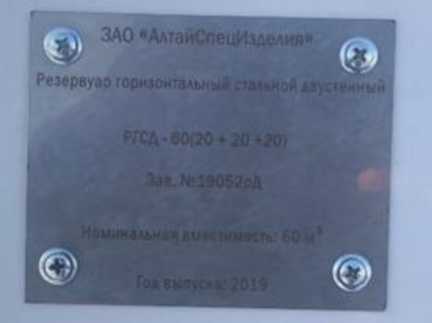 ЗАО «АлтайСпецИзделия»
Резервуар горизонтальный стальной двустенный
РГСД - 60(20 + 20 +20)
Зав. №19052рД
Номинальная вместимость: 60 м³
Год выпуска: 2019